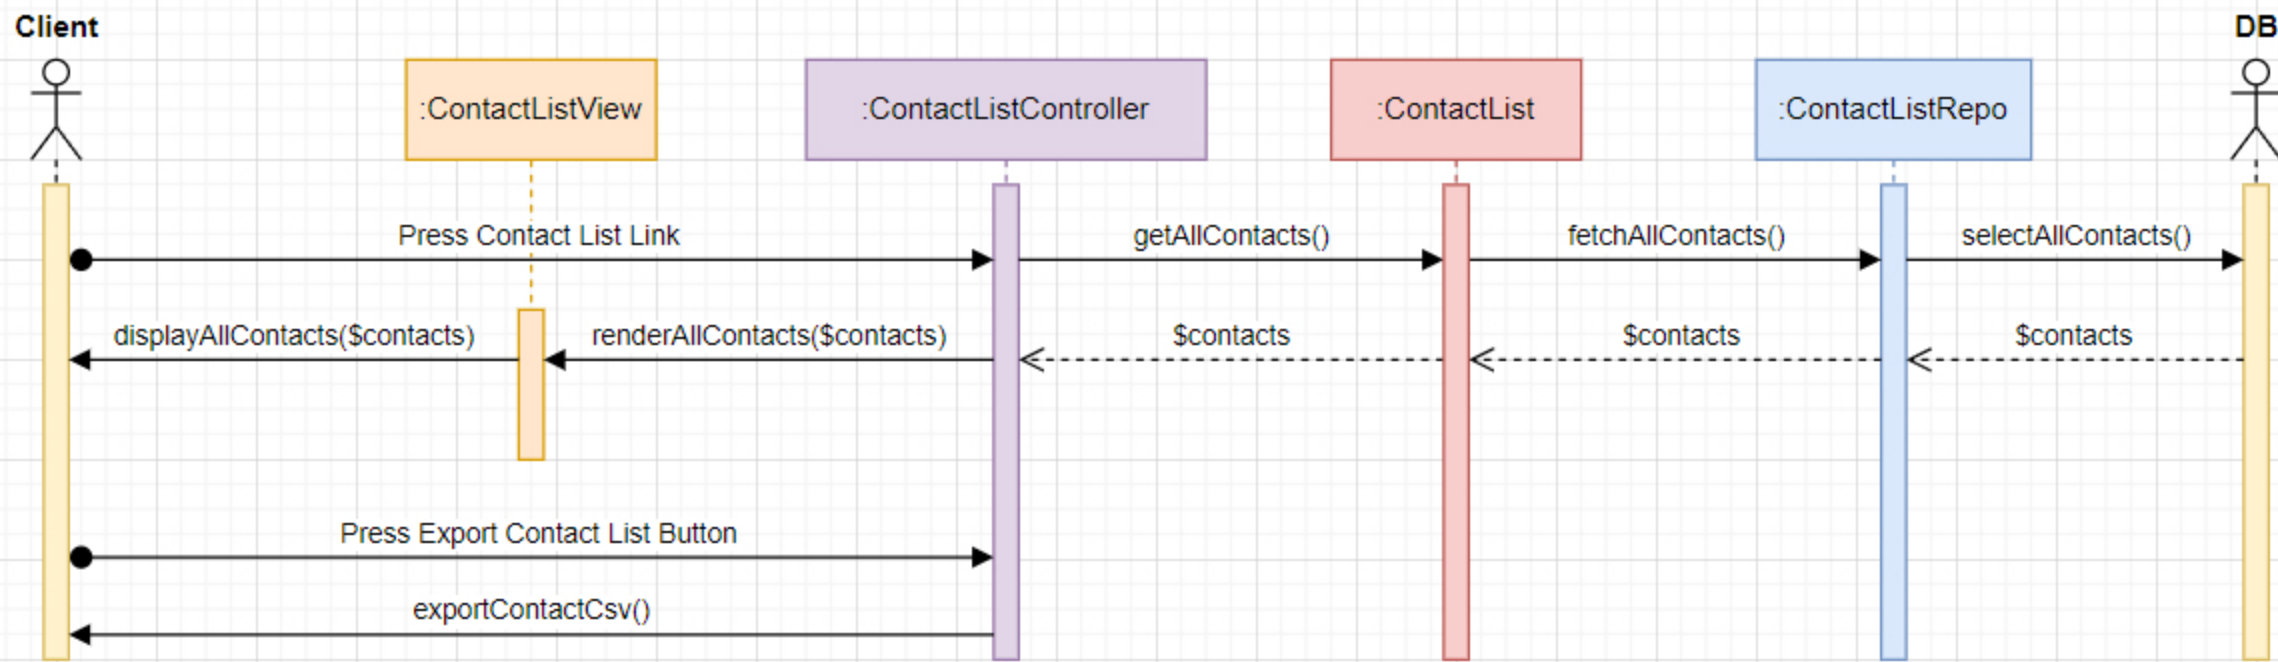 Client
DB
:ContactListView
:ContactListController
:ContactList
:ContactListRepo
Press Contact List Link
getAllContacts()
fetchAllContacts()
selectAllContacts()
displayAllContacts($contacts)
renderAllContacts($contacts)
$contacts
$contacts
$contacts
Press Export Contact List Button
exportContactCsv()